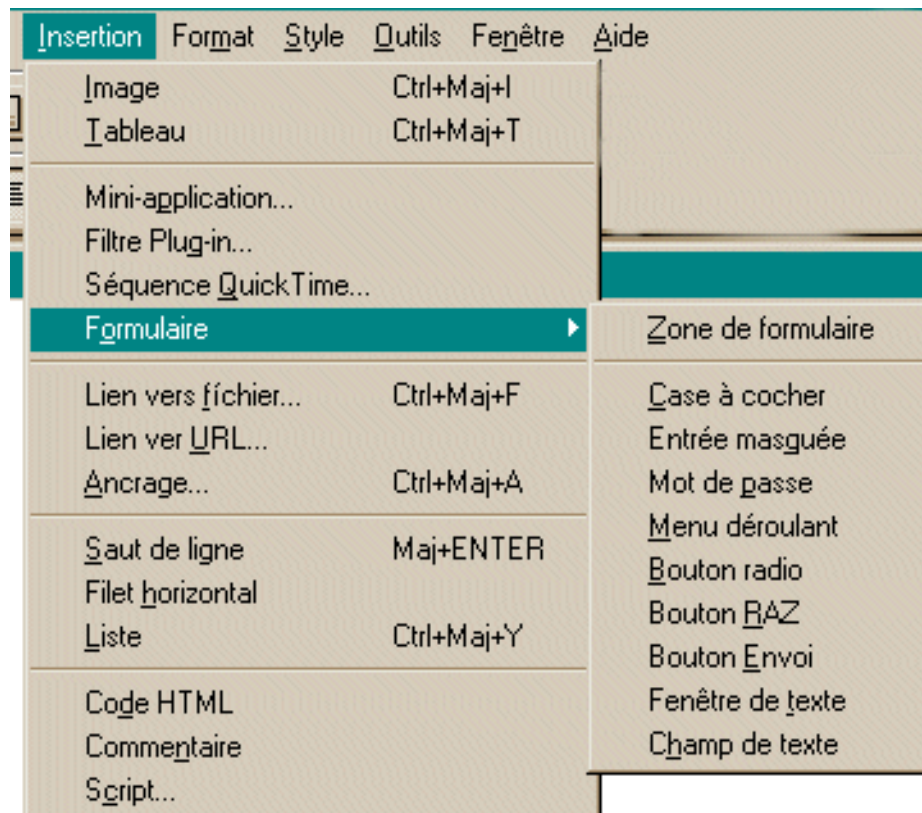 Insertion Format Style Outils Fenêtre Aide
Image Ctrl+Maj+I
Tableau Ctrl+Maj+T
Mini-application...
Filtre Plug-in...
Séquence QuickTime...
Formulaire
Lien vers fíchier... Ctrl+Maj+F
Lien ver URL...
Ancrage... Ctrl+Maj+A
Saut de ligne Maj+ENTER
Filet horizontal
Liste Ctrl+Maj+Y
Code HTML
Commentaire
Script...
Zone de formulaire
Case à cocher
Entrée masguée
Mot de passe
Menu déroulant
Bouton radio
Bouton RAZ
Bouton Envoi
Fenêtre de texte
Champ de texte